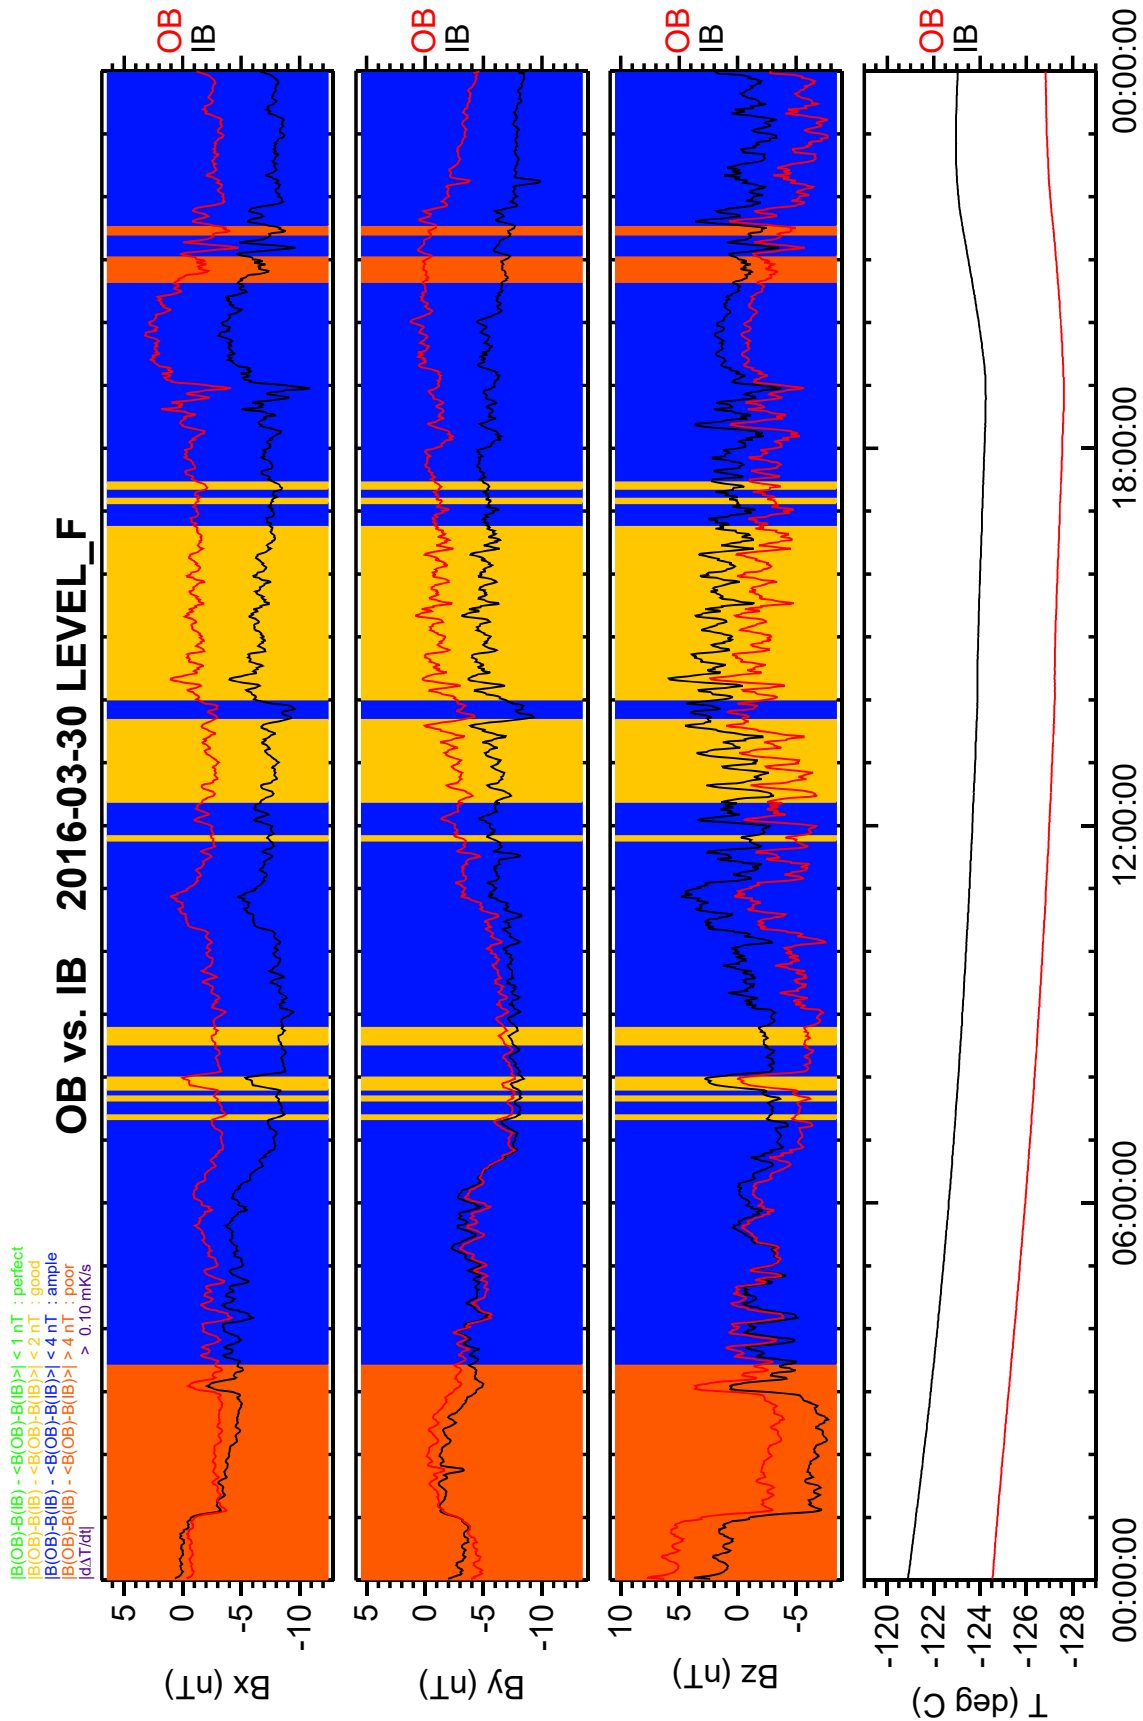 |B(OB)-B(IB) - <B(OB)-B(IB)>| < 1 nT : perfect
|B(OB)-B(IB) - <B(OB)-B(IB)>| < 2 nT : good
|B(OB)-B(IB) - <B(OB)-B(IB)>| < 4 nT : ample
|B(OB)-B(IB) - <B(OB)-B(IB)>| > 4 nT : poor
|dΔT/dt| > 0.10 mK/s
OB vs. IB 2016-03-30 LEVEL_F
Bx (nT)
5
0
-5
-10
OB
IB
By (nT)
5
0
-5
-10
OB
IB
Bz (nT)
10
5
0
-5
OB
IB
T (deg C)
-120
-122
-124
-126
-128
OB
IB
00:00:00
06:00:00
12:00:00
18:00:00
00:00:00